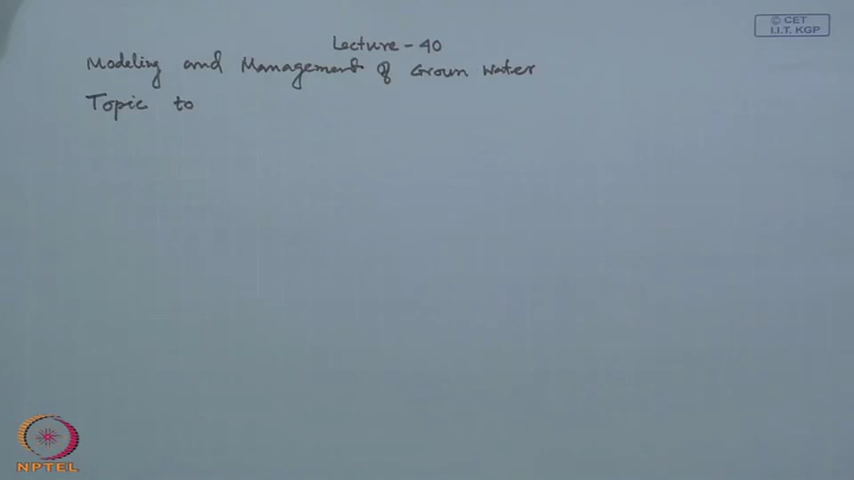 Lecture - 40
© CET
I.I.T. KGP
Modeling and Management of Groun Water
Topic to
NPTEL